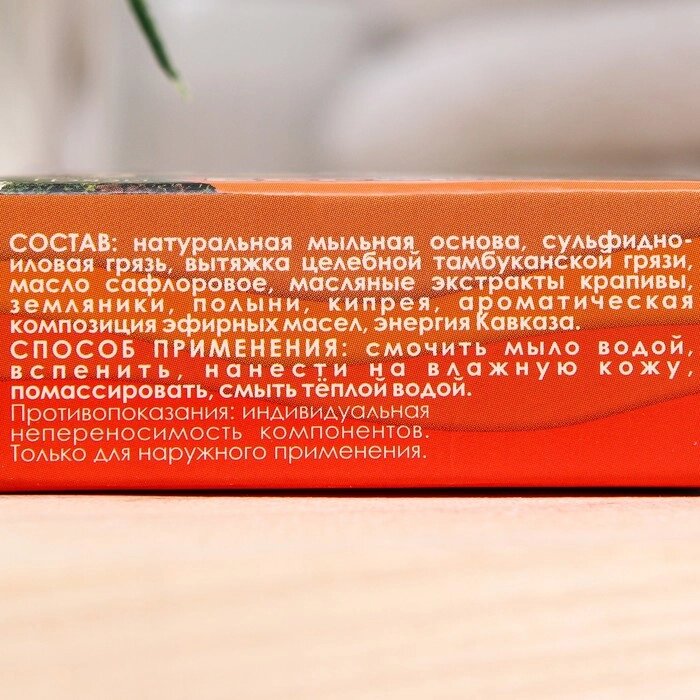 СОСТАВ: натуральная мыльная основа, сульфидно-
иловая грязь, вытяжка целебной тамбуканской грязи,
масло сафлоровое, масляные экстракты крапивы,
земляники, полыни, кипрея, ароматическая
композиция эфирных масел, энергия Кавказа.
СПОСОБ ПРИМЕНЕНИЯ: смочить мыло водой,
вспенить, нанести на влажную кожу,
помассировать, смыть тёплой водой.
Противопоказания: индивидуальная
непереносимость компонентов.
Только для наружного применения.